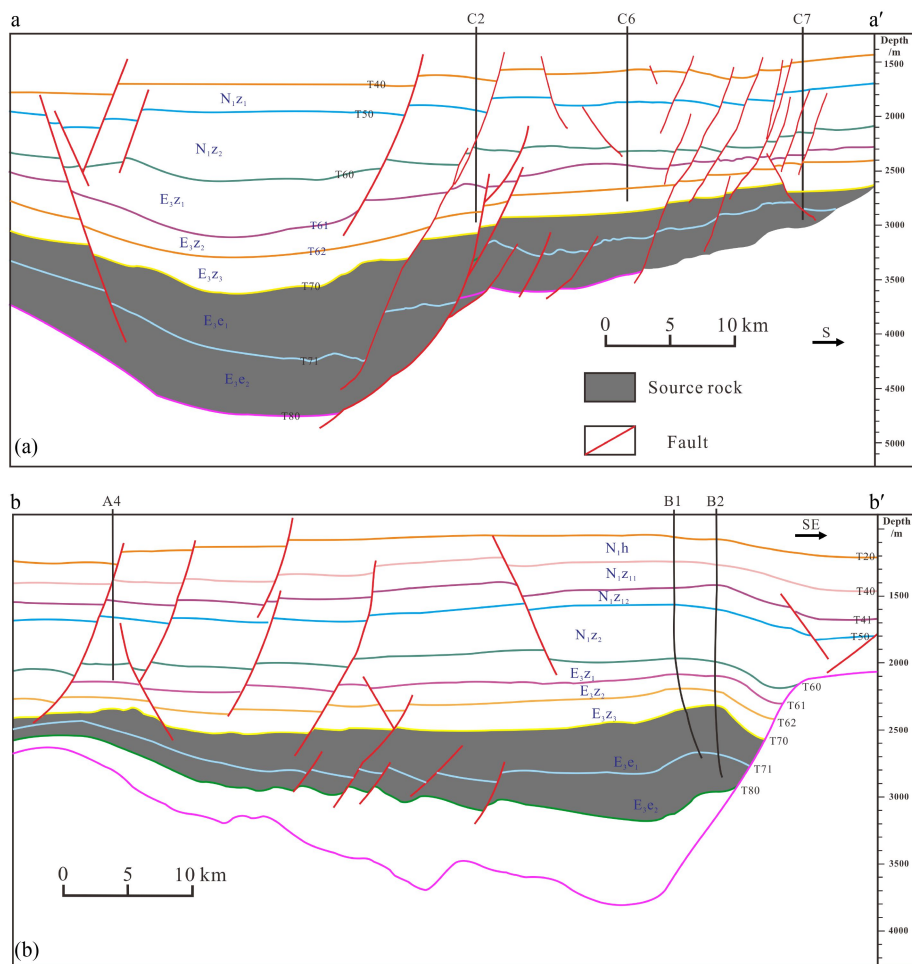 a C2 C6 C7 a′
Depth
/m
T40
1500
N₁z₁
T50
2000
N₁z₂
T60
2500
E₃z₁
T61
3000
E₃z₂
T62
E₃z₃
T70
3500
E₃e₁
0 5 10 km
S
4000
T71
E₃e₂
Source rock
4500
T80
Fault
5000
(a)
b A4 B1 B2 b′
Depth
/m
SE
N₁h
T20
N₁z₁₁
T40
1500
N₁z₁₂
T41
T50
N₁z₂
2000
E₃z₁
T60
E₃z₂
T61
E₃z₃
T62
T70
2500
E₃e₁
T71
T80
E₃e₂
3000
0 5 10 km
3500
4000
(b)